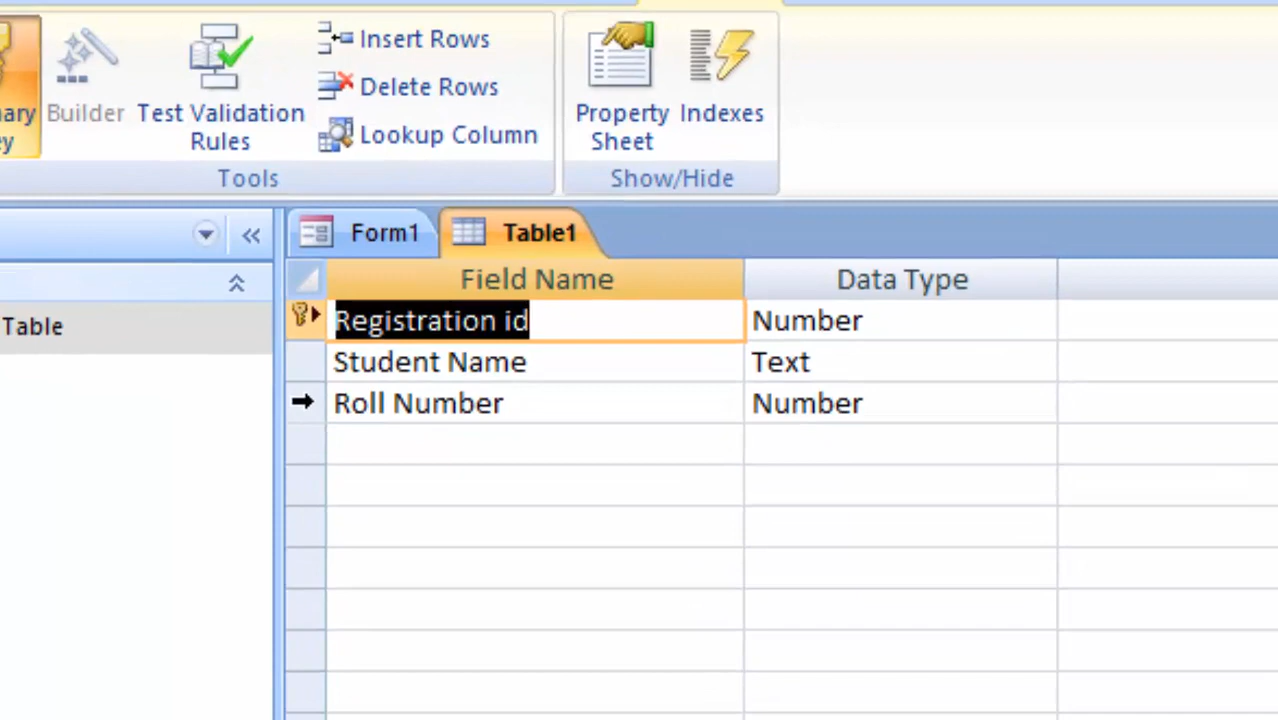 Insert Rows
Delete Rows
Lookup Column
Builder
Test Validation
Rules
Property
Sheet
Indexes
Tools
Show/Hide
Form1
Table1
Field Name
Data Type
Table
Registration id
Number
Student Name
Text
Roll Number
Number